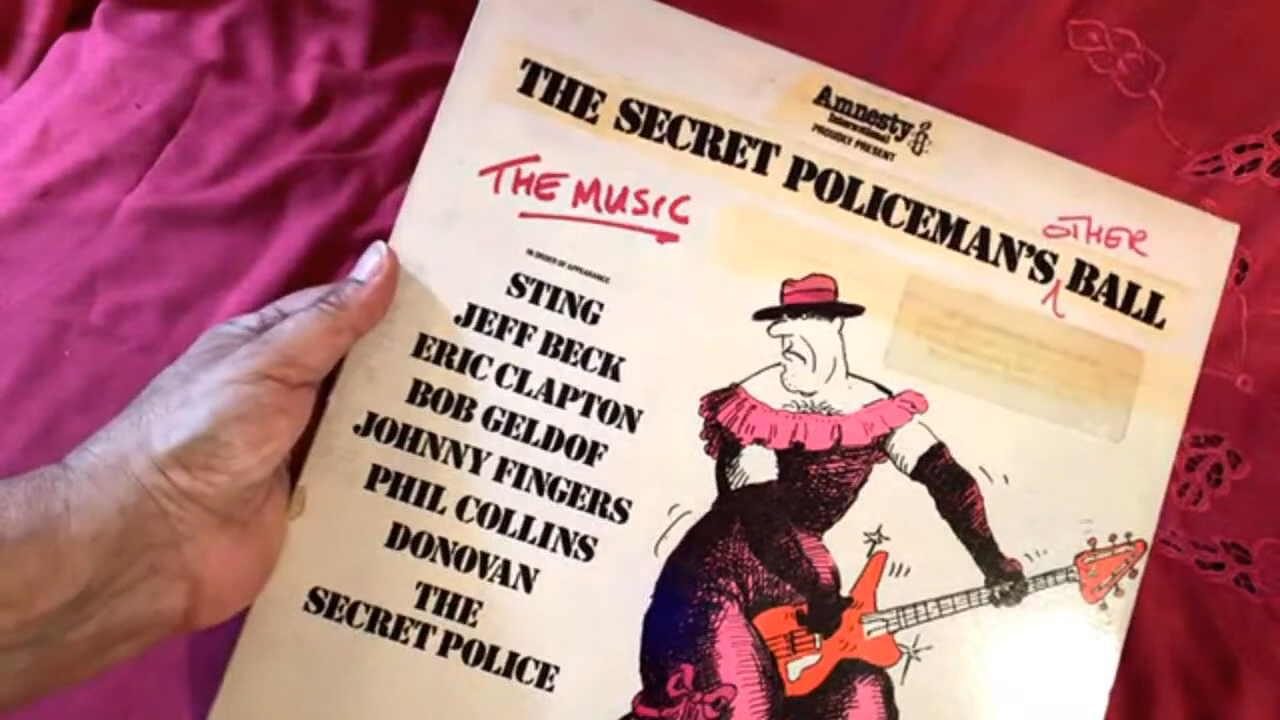 Amnesty
International
PROUDLY PRESENT
THE SECRET POLICEMAN'S OTHER BALL
THE MUSIC
IN ORDER OF APPEARANCE
STING
JEFF BECK
ERIC CLAPTON
BOB GELDOF
JOHNNY FINGERS
PHIL COLLINS
DONOVAN
THE
SECRET POLICE